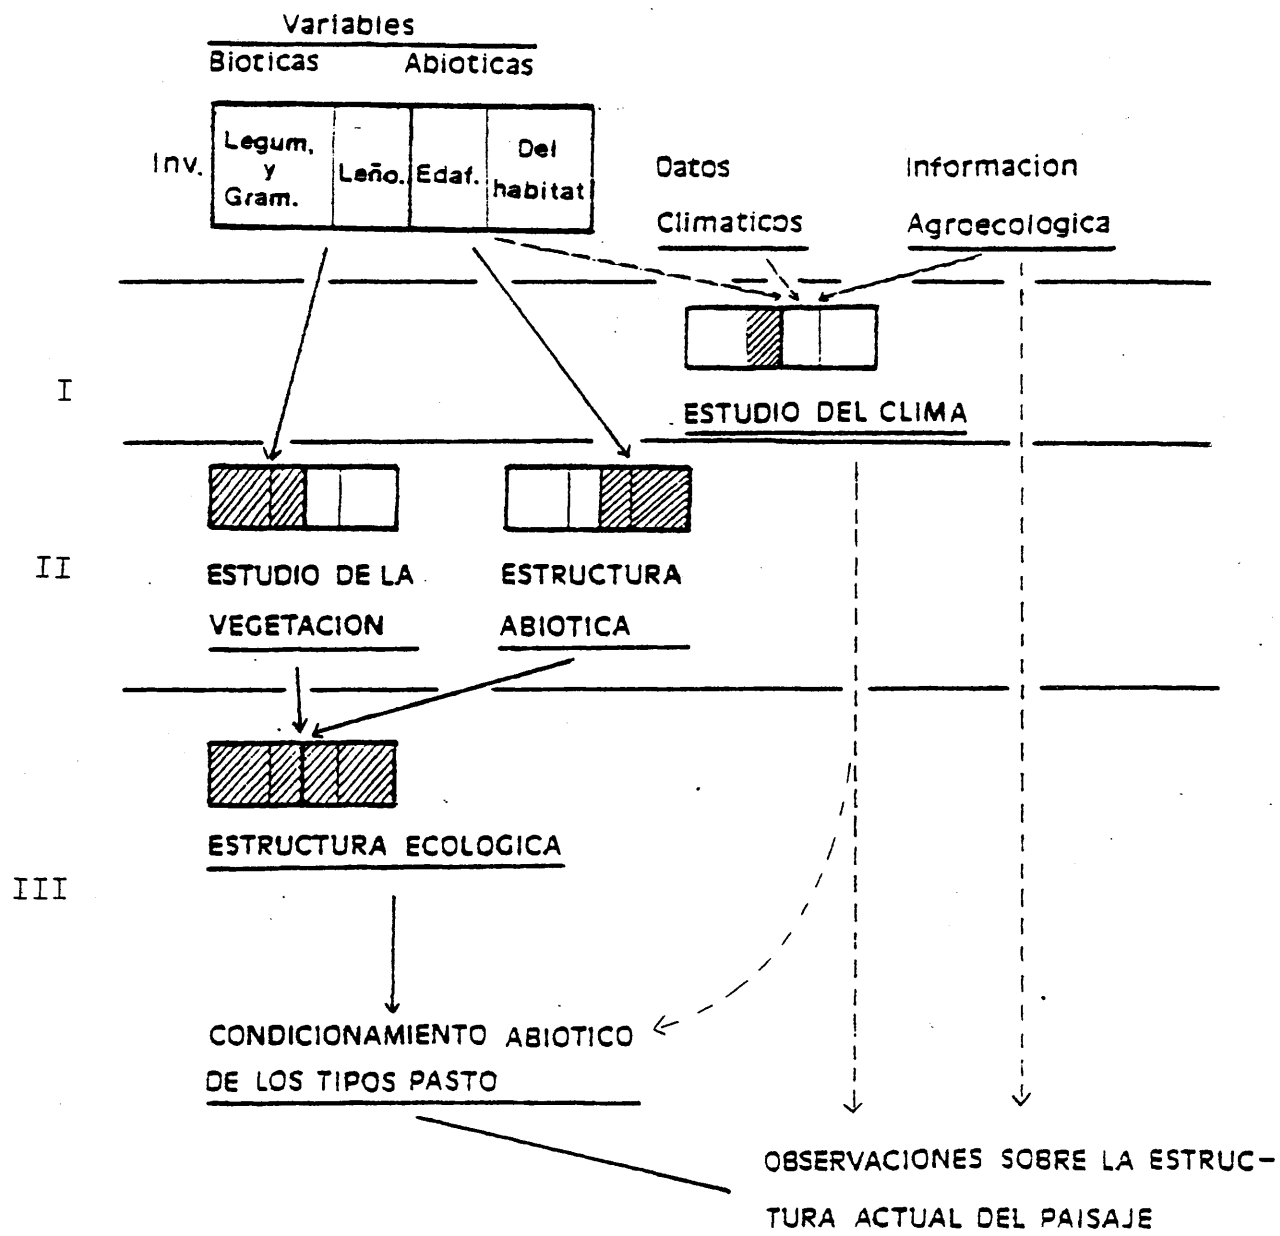 Variables
Bioticas Abioticas
Inv.
Legum.
y
Gram.
Leño.
Edaf.
Del
habitat
Datos
Climaticos
Informacion
Agroecologica
I
ESTUDIO DEL CLIMA
II
ESTUDIO DE LA
VEGETACION
ESTRUCTURA
ABIOTICA
III
ESTRUCTURA ECOLOGICA
CONDICIONAMIENTO ABIOTICO
DE LOS TIPOS PASTO
OBSERVACIONES SOBRE LA ESTRUC-
TURA ACTUAL DEL PAISAJE